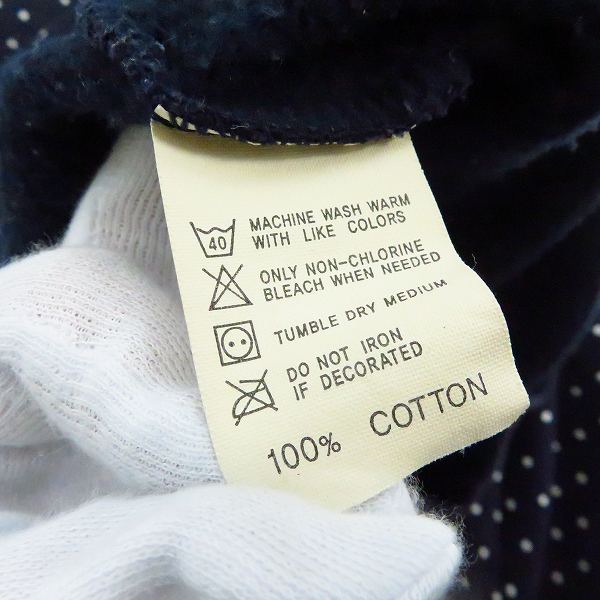 40
MACHINE WASH WARM
WITH LIKE COLORS
ONLY NON-CHLORINE
BLEACH WHEN NEEDED
TUMBLE DRY MEDIUM
DO NOT IRON
IF DECORATED
100% COTTON